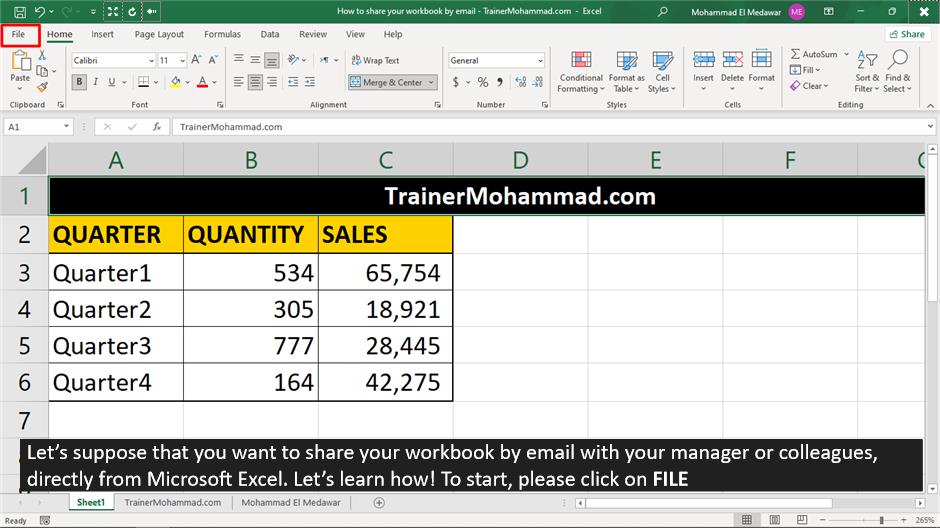 How to share your workbook by email - TrainerMohammad.com - Excel
Mohammad El Medawar ME
File Home Insert Page Layout Formulas Data Review View Help Share
Paste
Calibri 11 A A
B I U A
Wrap Text
Merge & Center
General
$ % 9
Conditional Formatting
Format as Table
Cell Styles
Insert Delete Format
AutoSum
Fill
Clear
Sort & Filter
Find & Select
Clipboard Font Alignment Number Styles Cells Editing
A1 fx TrainerMohammad.com
A B C D E F
1 TrainerMohammad.com
2 QUARTER QUANTITY SALES
3 Quarter1 534 65,754
4 Quarter2 305 18,921
5 Quarter3 777 28,445
6 Quarter4 164 42,275
7
Let's suppose that you want to share your workbook by email with your manager or colleagues,
directly from Microsoft Excel. Let's learn how! To start, please click on FILE
Sheet1 TrainerMohammad.com Mohammad El Medawar
Ready 265%